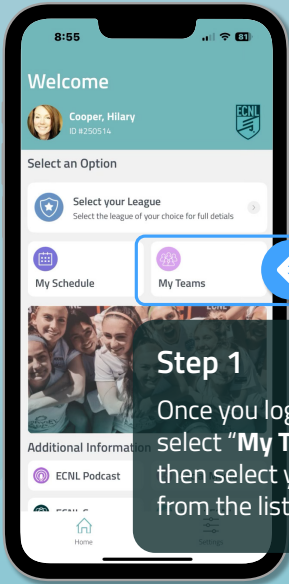 8:55
81
Welcome
Cooper, Hilary
ID #250514
ECNL
Select an Option
Select your League
Select the league of your choice for full detials
My Schedule
My Teams
Step 1
Once you log
select “My T
then select y
from the list
Additional Information
ECNL Podcast
Home